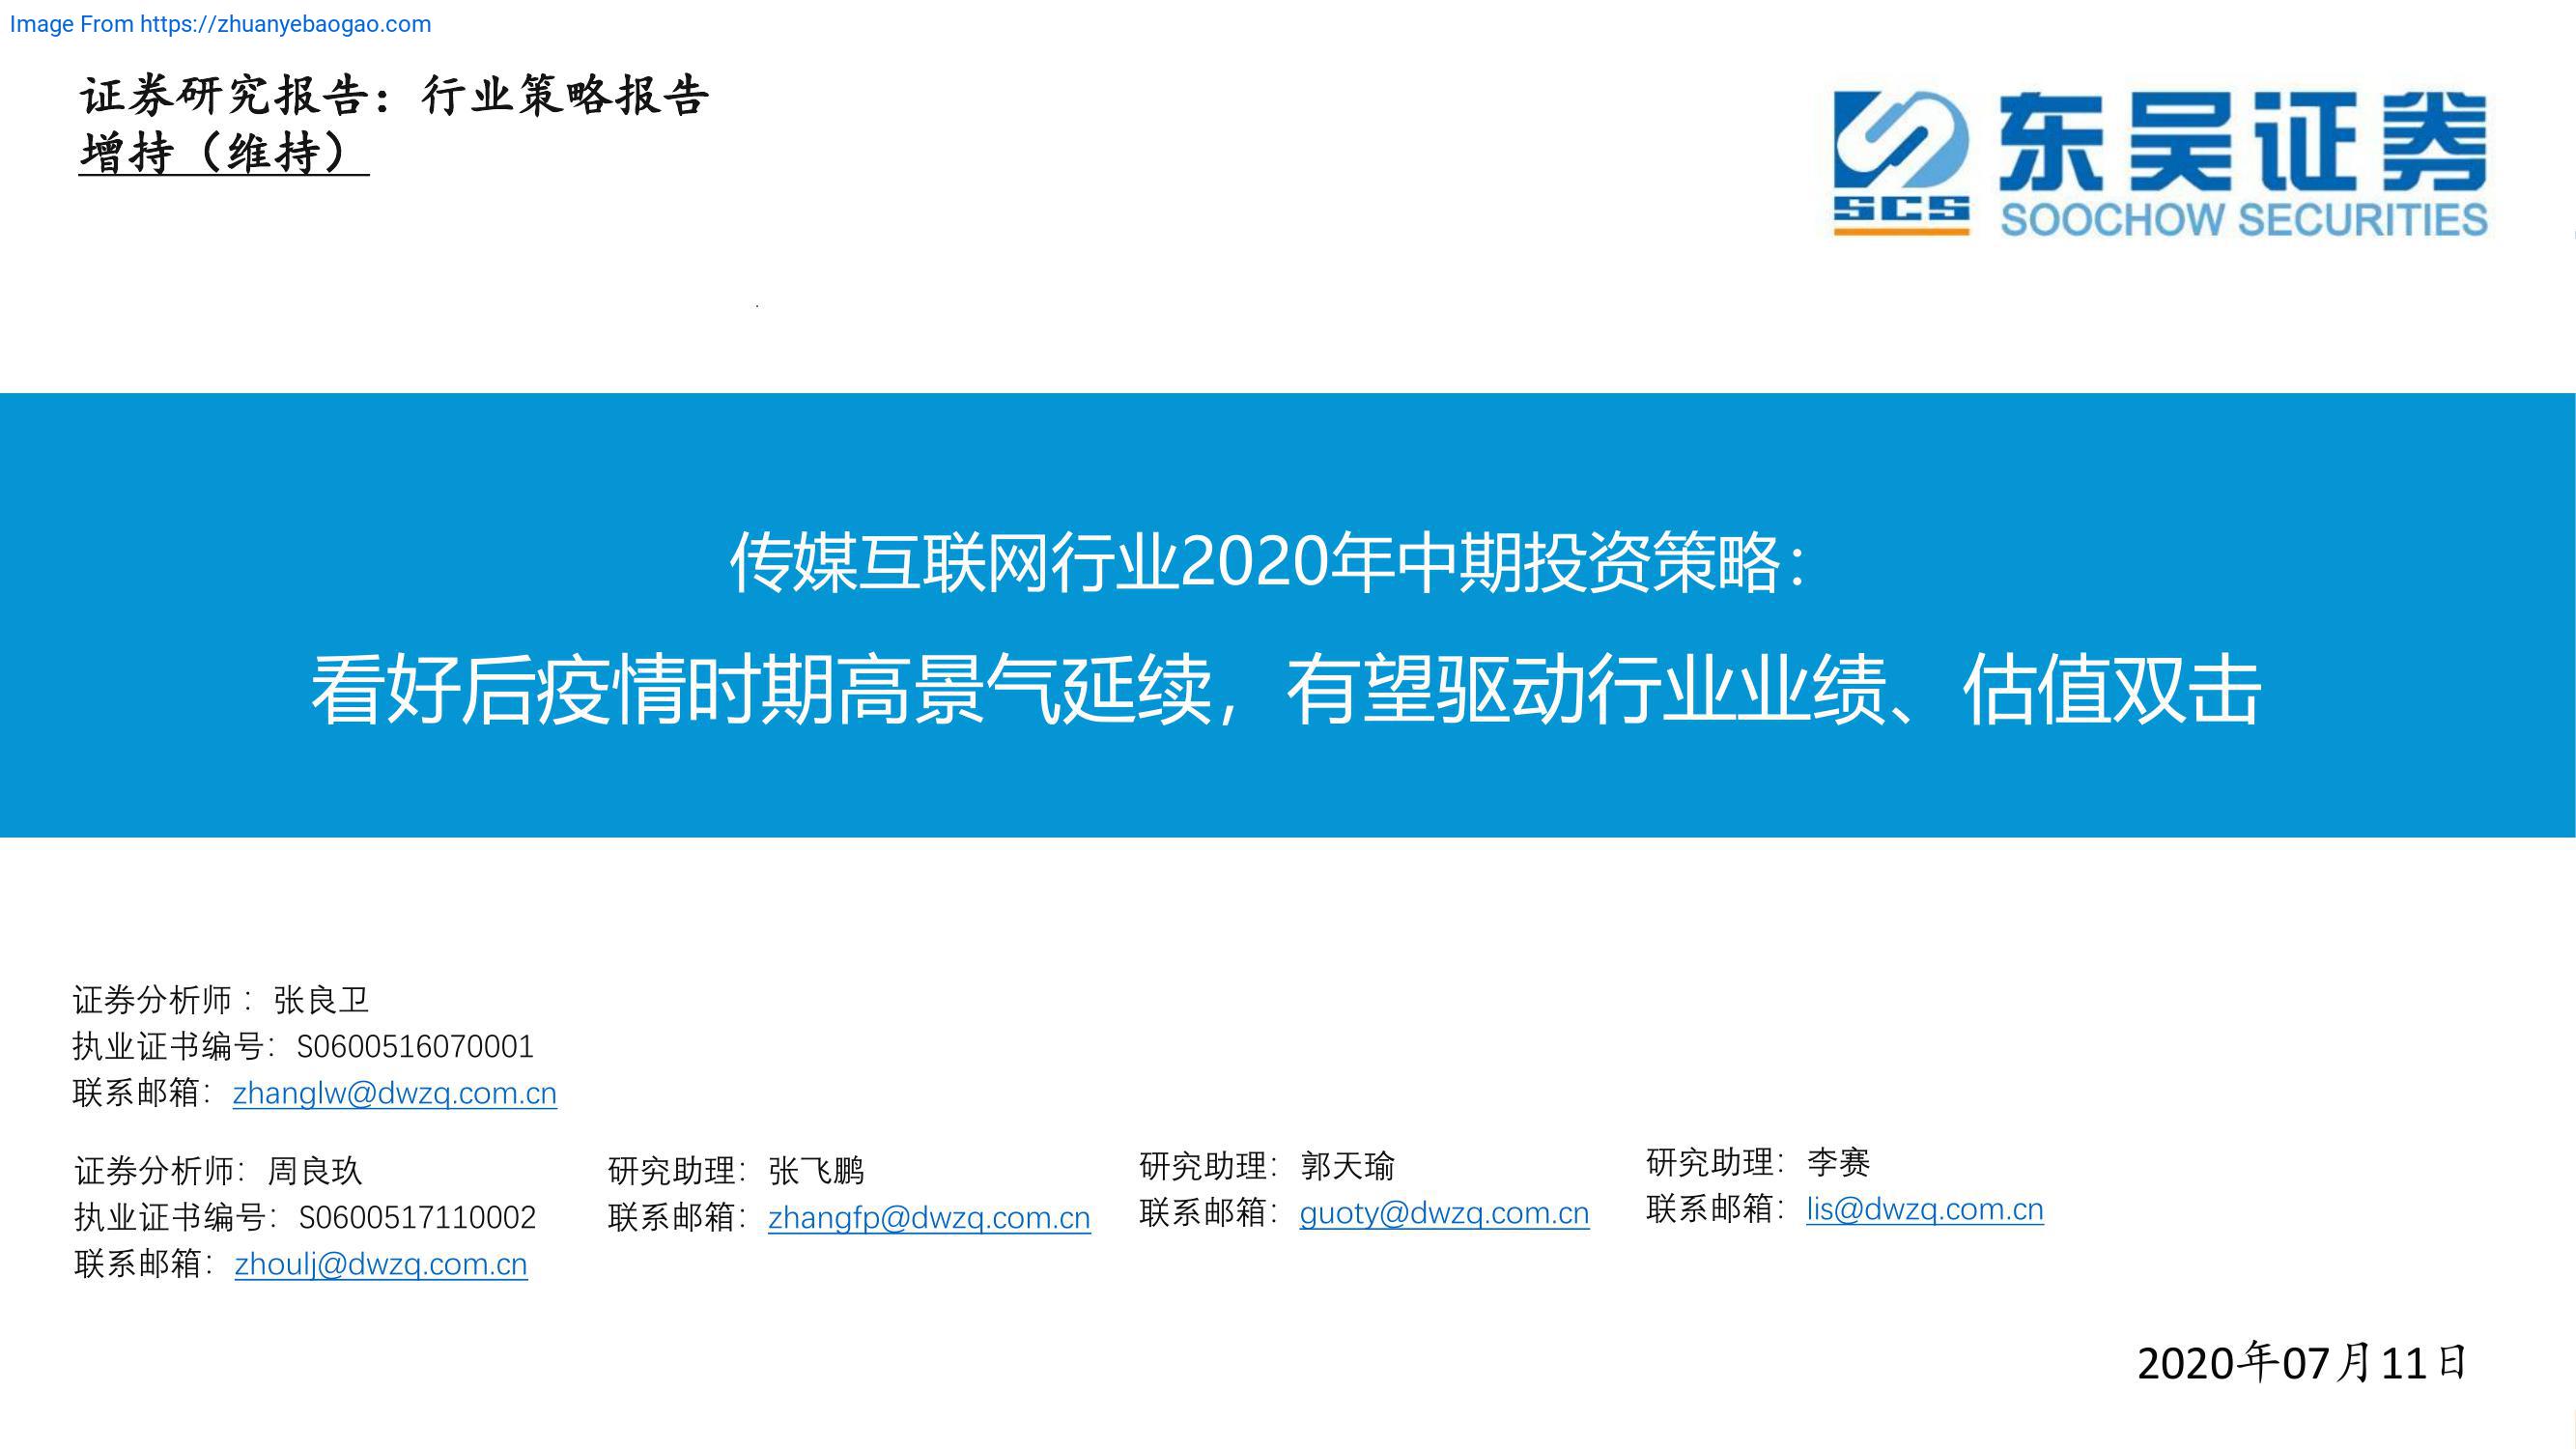 Image From https://zhuanyebaogao.com
证券研究报告：行业策略报告
增持（维持）
东吴证券
SCS
SOOCHOW SECURITIES
传媒互联网行业2020年中期投资策略：
看好后疫情时期高景气延续，有望驱动行业业绩、估值双击
证券分析师 ：张良卫
执业证书编号：S0600516070001
联系邮箱：zhanglw@dwzq.com.cn
证券分析师：周良玖
执业证书编号：S0600517110002
联系邮箱：zhoulj@dwzq.com.cn
研究助理：张飞鹏
联系邮箱：zhangfp@dwzq.com.cn
研究助理：郭天瑜
联系邮箱：guoty@dwzq.com.cn
研究助理：李赛
联系邮箱：lis@dwzq.com.cn
2020年07月11日